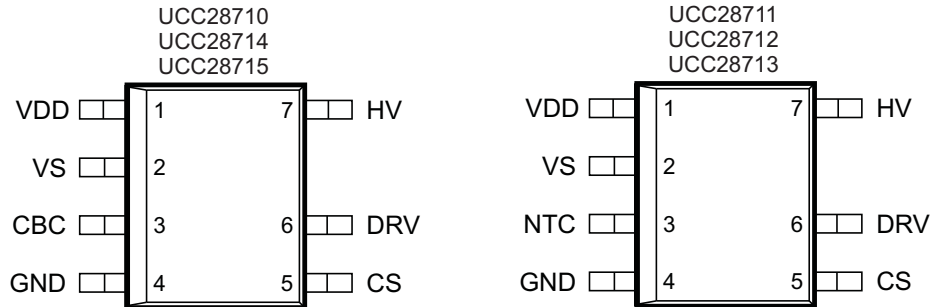 UCC28710
UCC28714
UCC28715
VDD 1 7 HV
VS 2
CBC 3 6 DRV
GND 4 5 CS
UCC28711
UCC28712
UCC28713
VDD 1 7 HV
VS 2
NTC 3 6 DRV
GND 4 5 CS